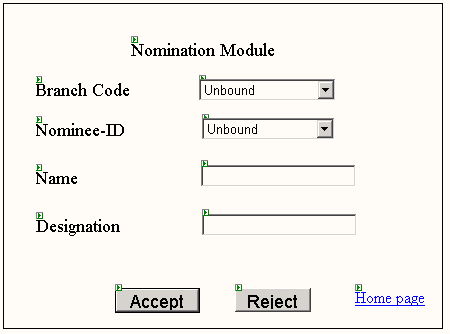 Nomination Module
Branch Code Unbound
Nominee-ID Unbound
Name
Designation
Accept Reject Home page